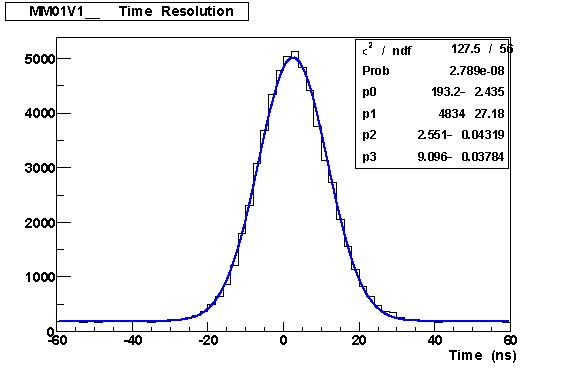 MM01V1__ Time Resolution
χ² / ndf 127.5 / 56
Prob 2.789e-08
p0 193.2- 2.435
p1 4834 27.18
p2 2.551- 0.04319
p3 9.096- 0.03784
5000
4000
3000
2000
1000
0
-60 -40 -20 0 20 40 60
Time (ns)